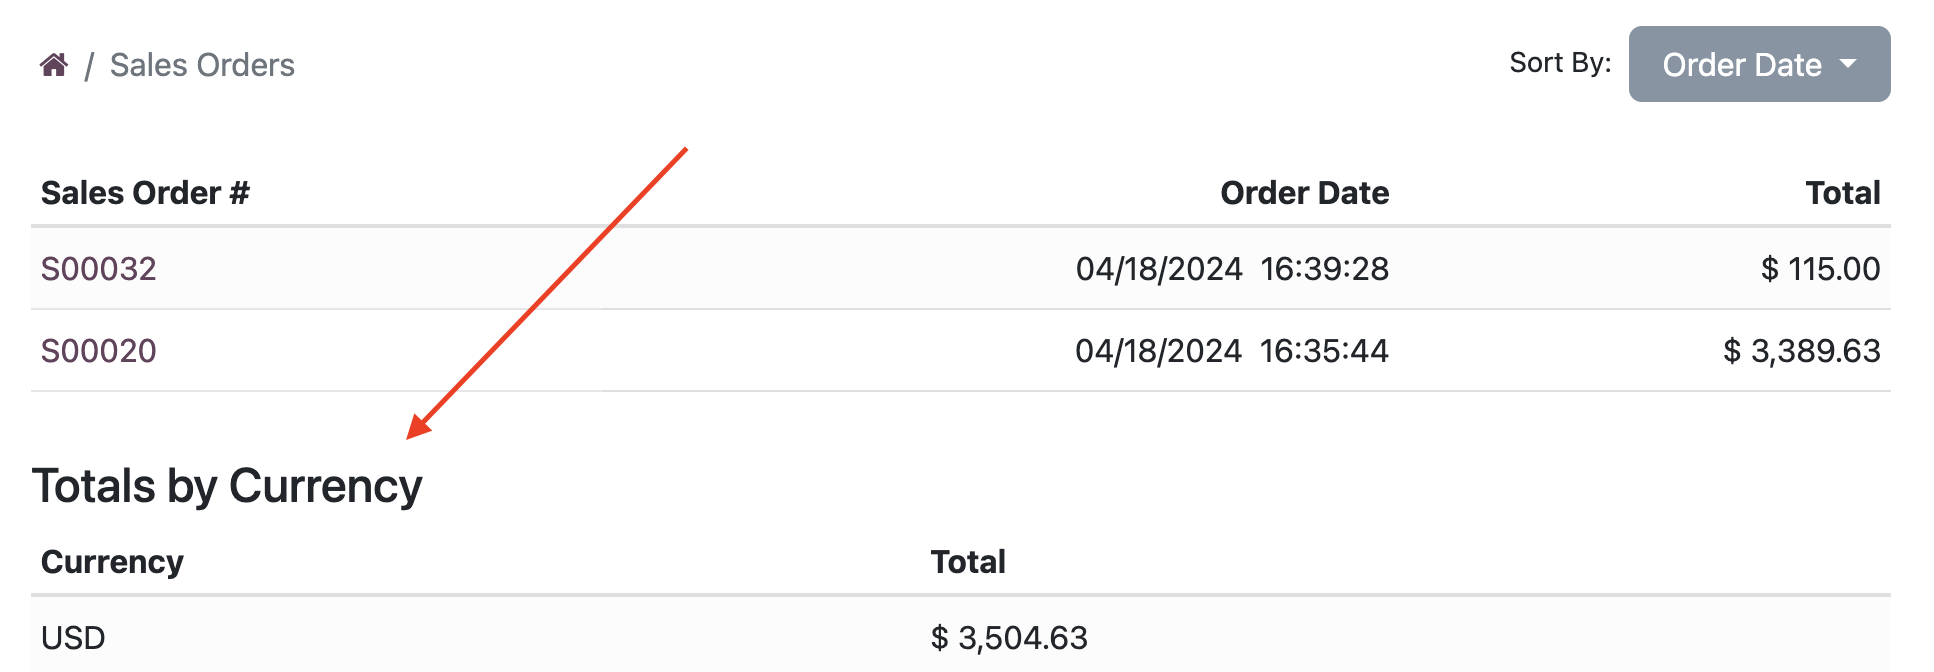 / Sales Orders
Sort By: Order Date
Sales Order # Order Date Total
S00032 04/18/2024 16:39:28 $ 115.00
S00020 04/18/2024 16:35:44 $ 3,389.63
Totals by Currency
Currency Total
USD $ 3,504.63